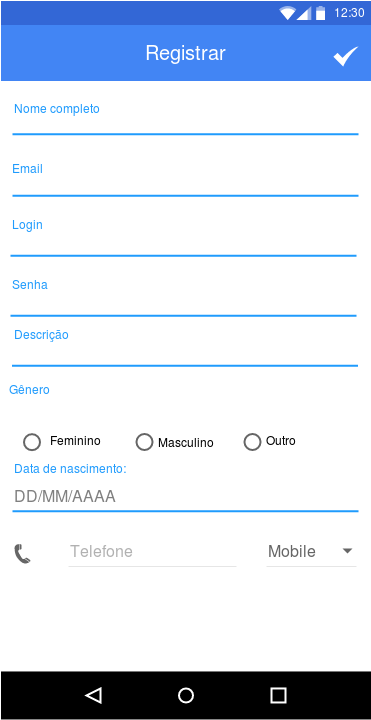 12:30
Registrar
Nome completo
Email
Login
Senha
Descrição
Gênero
Feminino Masculino Outro
Data de nascimento:
DD/MM/AAAA
Telefone Mobile